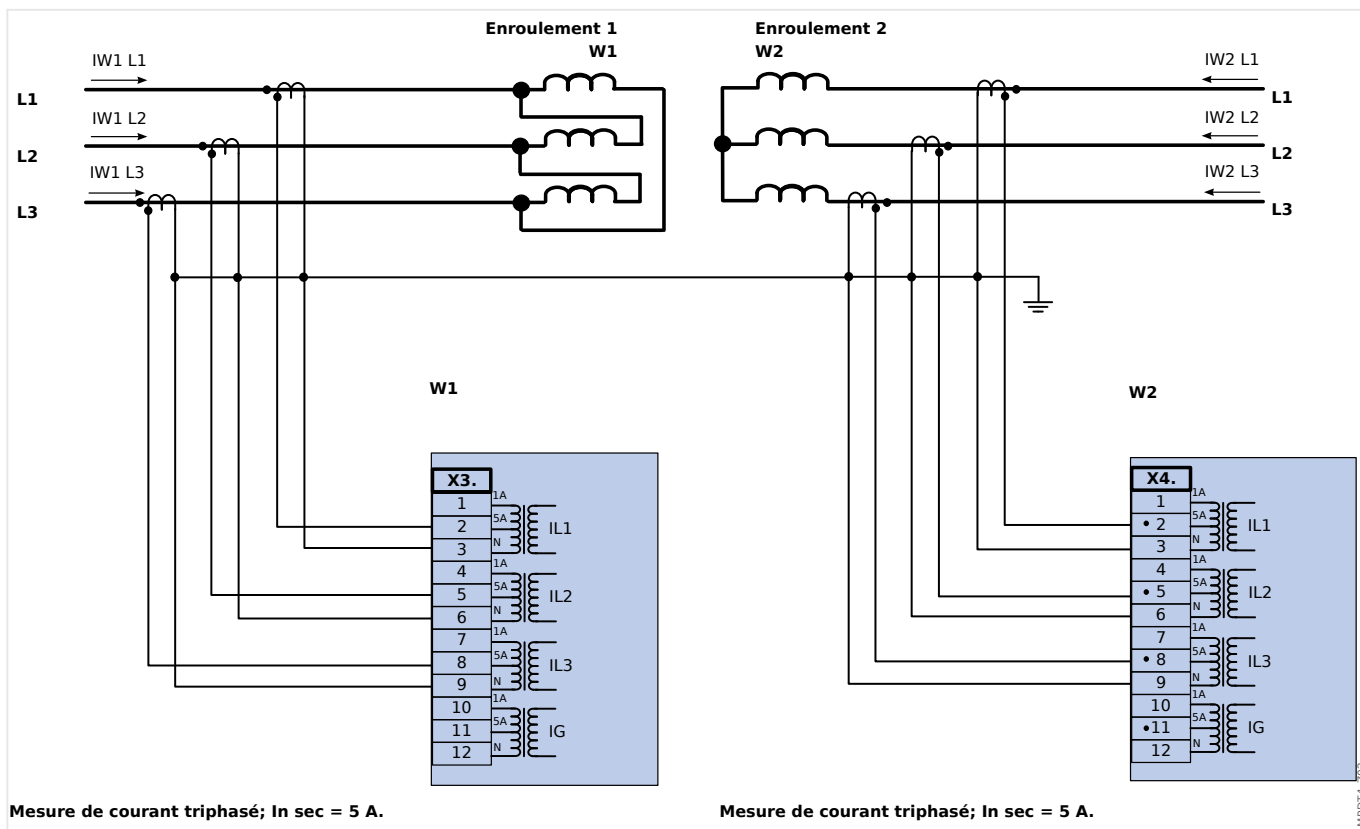 Enroulement 1
W1
Enroulement 2
W2
IW1 L1
L1
IW1 L2
L2
IW1 L3
L3
IW2 L1
L1
IW2 L2
L2
IW2 L3
L3
W1
X3.
1
1A
2
5A
IL1
3
N
4
1A
5
5A
IL2
6
N
7
1A
8
5A
IL3
9
N
10
1A
11
5A
IG
12
N
W2
X4.
1
1A
• 2
5A
IL1
3
N
4
1A
• 5
5A
IL2
6
N
7
1A
• 8
5A
IL3
9
N
10
1A
•11
5A
IG
12
N
Mesure de courant triphasé; In sec = 5 A.
Mesure de courant triphasé; In sec = 5 A.